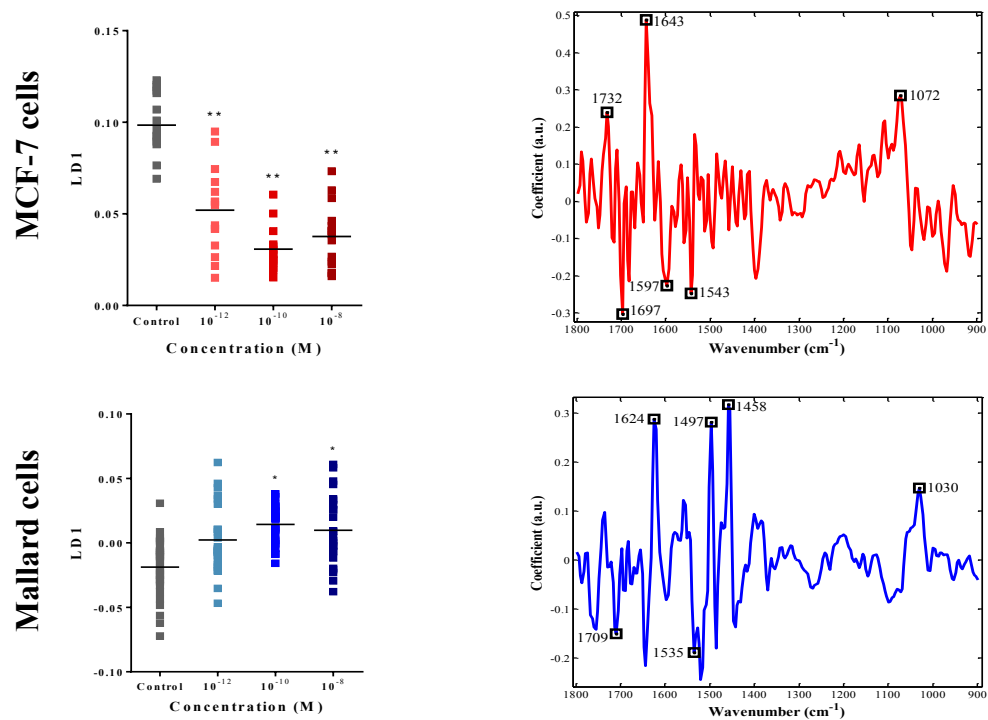 MCF-7 cells
0.15
0.10
0.05
0.00
LD1
**
**
**
Control 10⁻¹² 10⁻¹⁰ 10⁻⁸
Concentration (M)
0.5
0.4
0.3
0.2
0.1
0
-0.1
-0.2
-0.3
Coefficient (a.u.)
1643
1732
1072
1597
1543
1697
1800 1700 1600 1500 1400 1300 1200 1100 1000 900
Wavenumber (cm⁻¹)
Mallard cells
0.10
0.05
0.00
-0.05
-0.10
LD1
*
*
Control 10⁻¹² 10⁻¹⁰ 10⁻⁸
Concentration (M)
0.3
0.2
0.1
0
-0.1
-0.2
Coefficient (a.u.)
1458
1624
1497
1030
1709
1535
1800 1700 1600 1500 1400 1300 1200 1100 1000 900
Wavenumber (cm⁻¹)